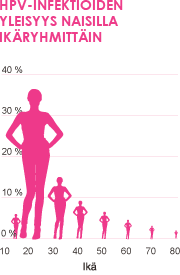 HPV-INFEKTIOIDEN
YLEISYYS NAISILLA
IKÄRYHMITTÄIN
40 %
30 %
20 %
10 %
0 %
10 20 30 40 50 60 70 80
Ikä